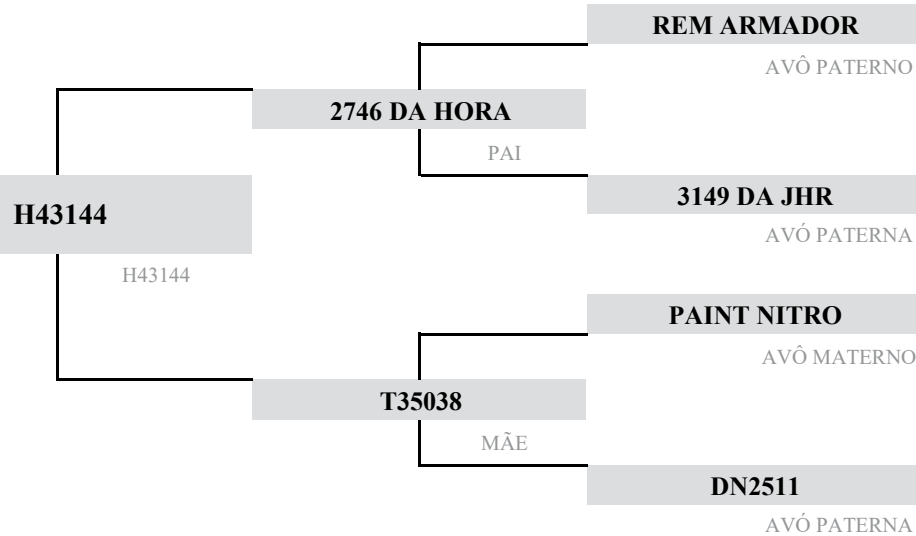 REM ARMADOR
AVÔ PATERNO
2746 DA HORA
PAI
3149 DA JHR
AVÓ PATERNA
H43144
H43144
PAINT NITRO
AVÔ MATERNO
T35038
MÃE
DN2511
AVÓ PATERNA